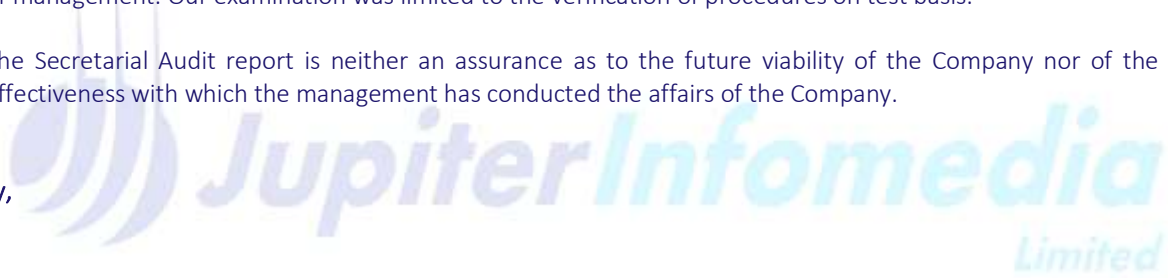 management. Our examination was limited to the verification of procedures on test basis.
he Secretarial Audit report is neither an assurance as to the future viability of the Company nor of the
ffectiveness with which the management has conducted the affairs of the Company.
Jupiter Infomedia
y,
Limited